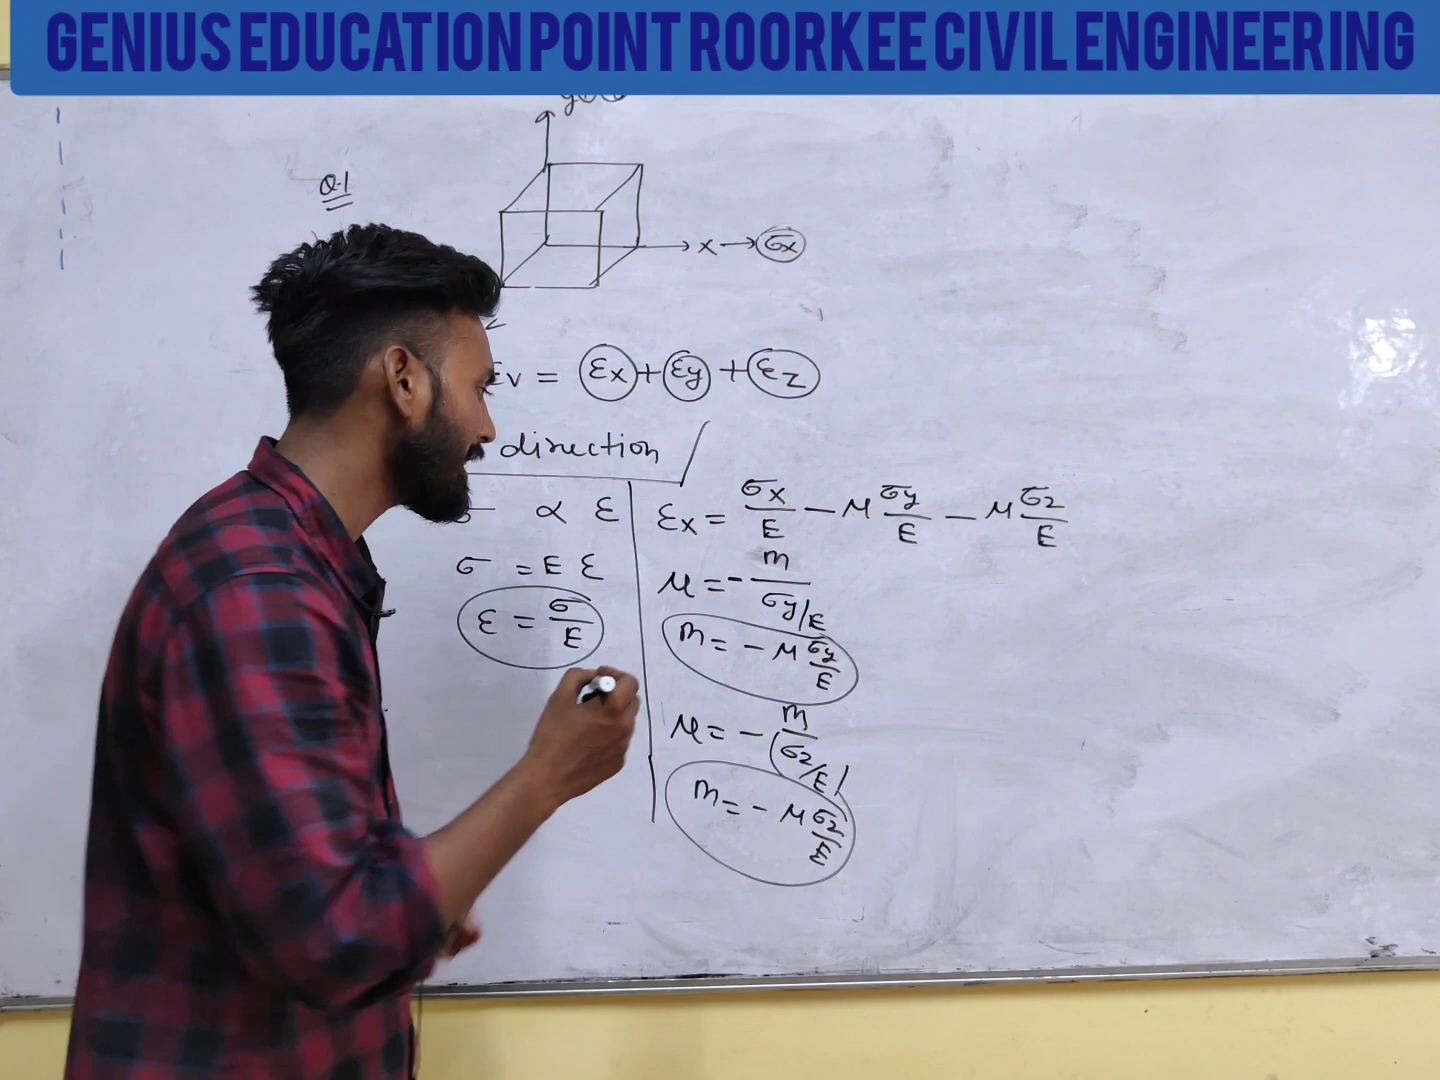 GENIUS EDUCATION POINT ROORKEE CIVIL ENGINEERING
Q.1
x → σx
εv = εx + εy + εz
direction
σ ∝ ε
σ = E ε
ε = σ/E
εx = σx/E - μ σy/E - μ σz/E
μ = - m / σy/E
m = - μ σy/E
μ = - m / (σz/E)
m = - μ σz/E